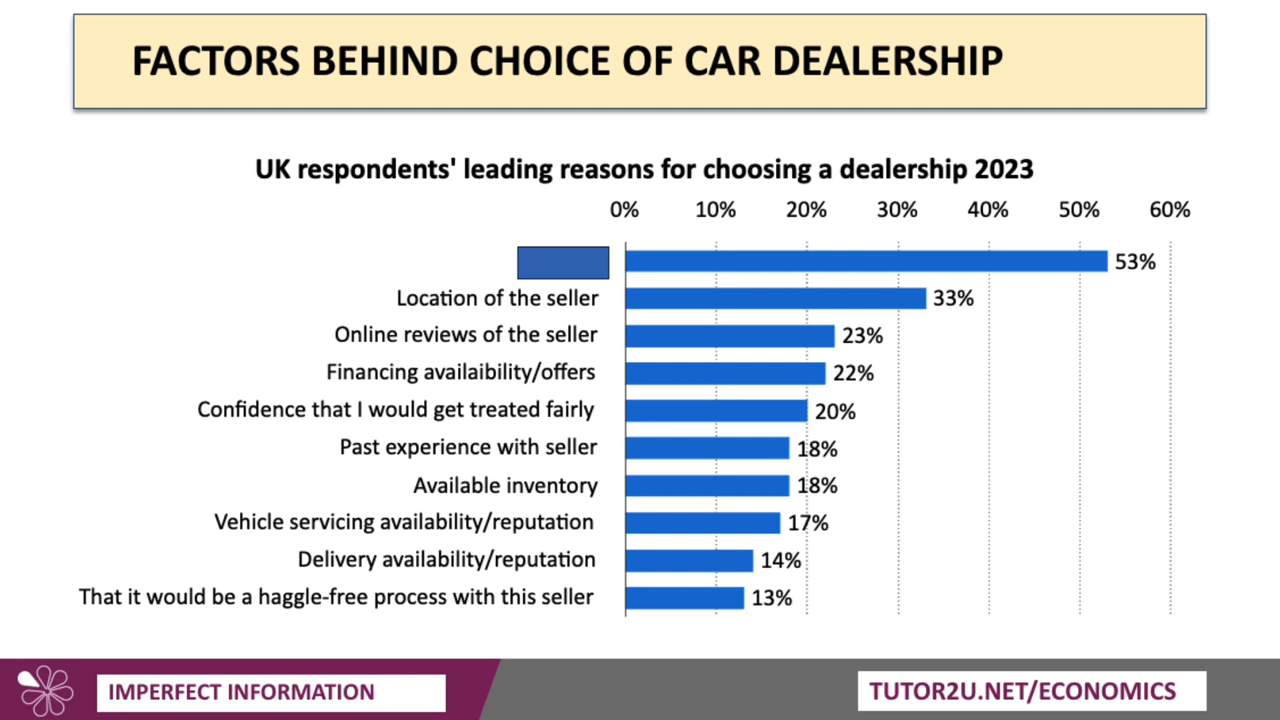 FACTORS BEHIND CHOICE OF CAR DEALERSHIP
UK respondents' leading reasons for choosing a dealership 2023
0% 10% 20% 30% 40% 50% 60%
53%
Location of the seller 33%
Online reviews of the seller 23%
Financing availaibility/offers 22%
Confidence that I would get treated fairly 20%
Past experience with seller 18%
Available inventory 18%
Vehicle servicing availability/reputation 17%
Delivery availability/reputation 14%
That it would be a haggle-free process with this seller 13%
IMPERFECT INFORMATION
TUTOR2U.NET/ECONOMICS